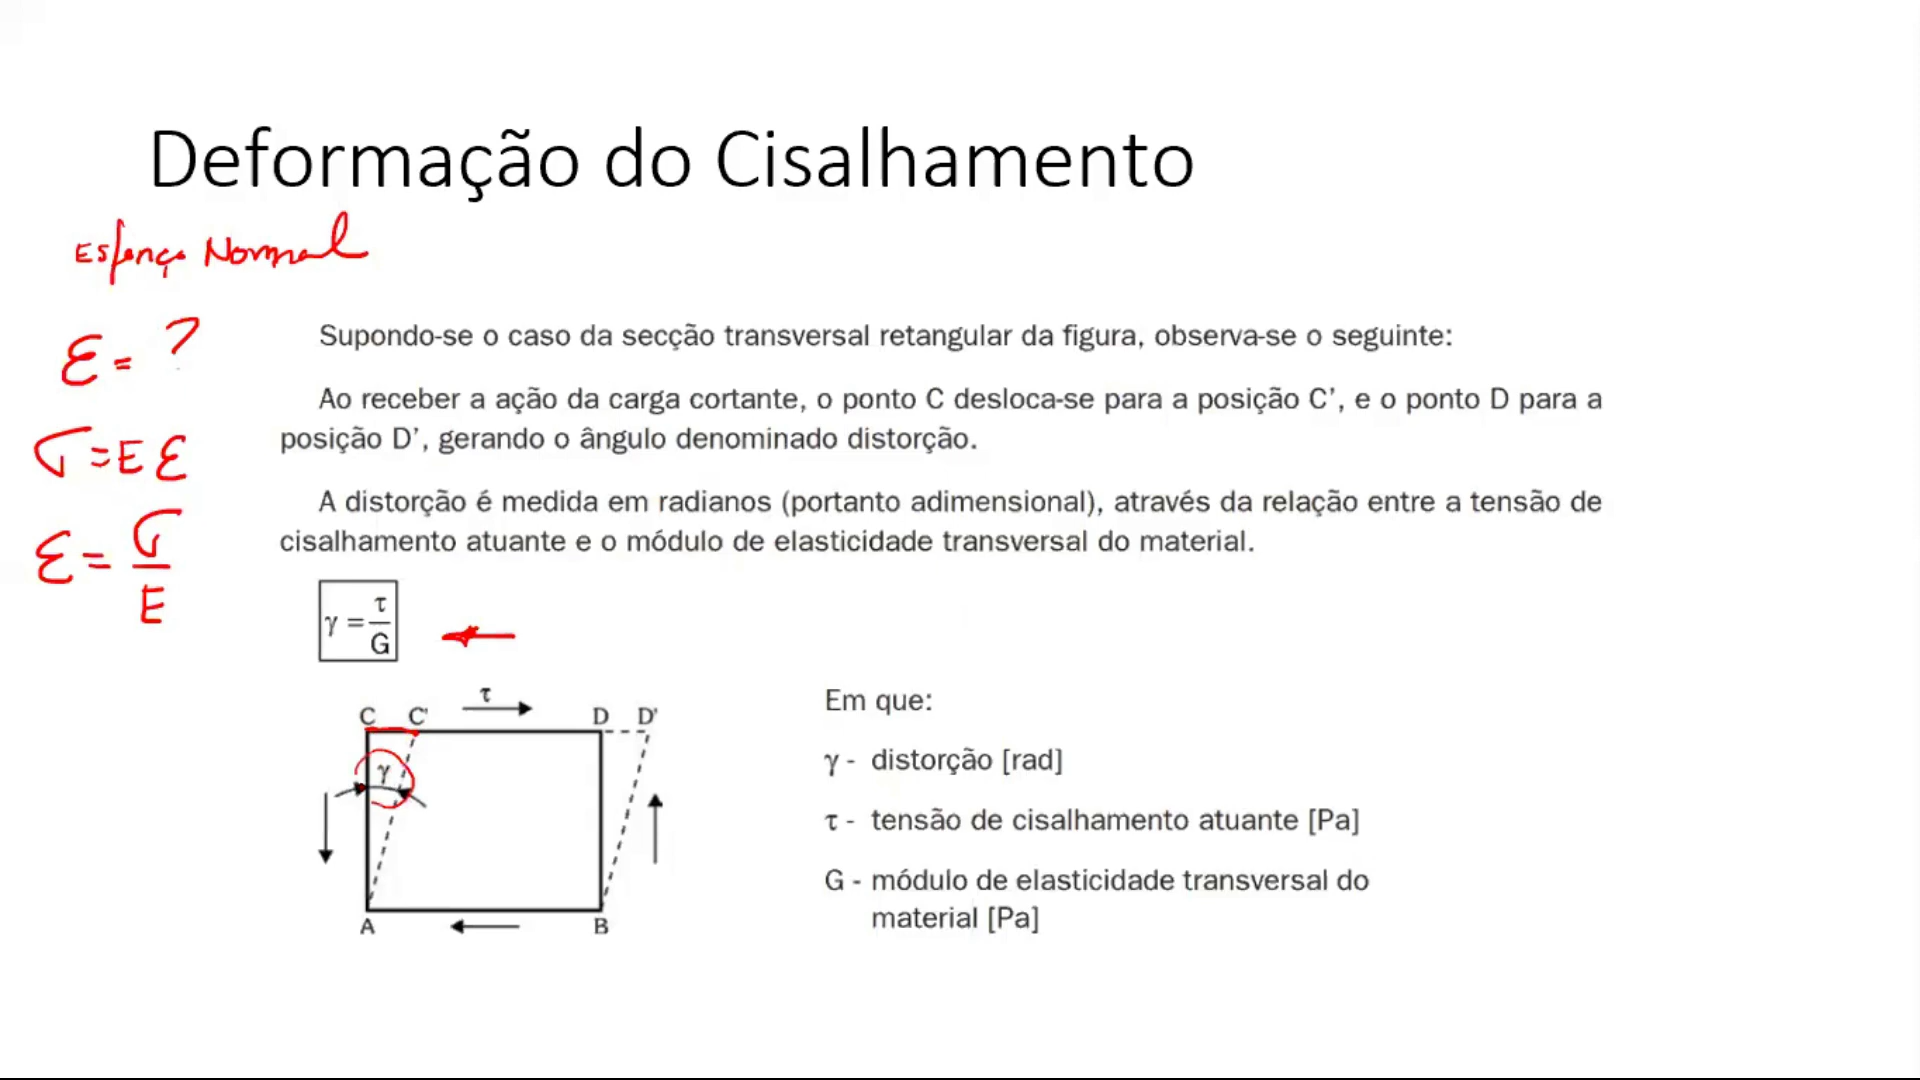 Deformação do Cisalhamento
Esforço Normal
ε = ?
σ = E ε
ε = σ
E
Supondo-se o caso da secção transversal retangular da figura, observa-se o seguinte:
Ao receber a ação da carga cortante, o ponto C desloca-se para a posição C’, e o ponto D para a
posição D’, gerando o ângulo denominado distorção.
A distorção é medida em radianos (portanto adimensional), através da relação entre a tensão de
cisalhamento atuante e o módulo de elasticidade transversal do material.
γ = τ
G
τ
C C' D D'
γ
A B
Em que:
γ - distorção [rad]
τ - tensão de cisalhamento atuante [Pa]
G - módulo de elasticidade transversal do
material [Pa]